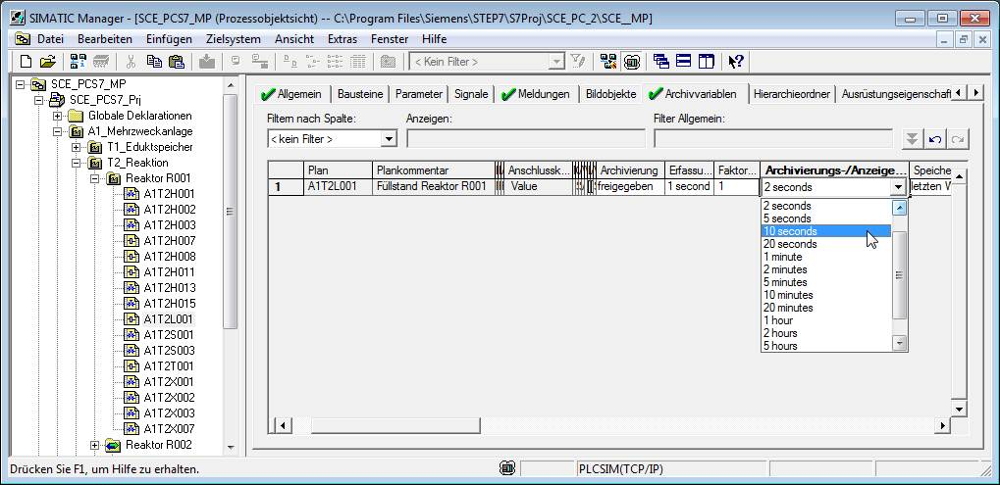 SIMATIC Manager - [SCE_PCS7_MP (Prozessobjektsicht) -- C:\Program Files\Siemens\STEP7\S7Proj\SCE_PC_2\SCE__MP]
Datei Bearbeiten Einfügen Zielsystem Ansicht Extras Fenster Hilfe
< Kein Filter >
SCE_PCS7_MP
SCE_PCS7_Prj
Globale Deklarationen
A1_Mehrzweckanlage
T1_Eduktspeicher
T2_Reaktion
Reaktor R001
A1T2H001
A1T2H002
A1T2H003
A1T2H007
A1T2H008
A1T2H011
A1T2H013
A1T2H015
A1T2L001
A1T2S001
A1T2S003
A1T2T001
A1T2X001
A1T2X002
A1T2X003
A1T2X007
Reaktor R002
Allgemein Bausteine Parameter Signale Meldungen Bildobjekte Archivvariablen Hierarchieordner Ausrüstungseigenschaft
Filtern nach Spalte: Anzeigen: Filter Allgemein:
< kein Filter >
Plan Plankommentar Anschlussk... Archivierung Erfassu... Faktor... Archivierungs-/Anzeige... Speiche
1 A1T2L001 Füllstand Reaktor R001 Value freigegeben 1 second 1 2 seconds letzten W
2 seconds
5 seconds
10 seconds
20 seconds
1 minute
2 minutes
5 minutes
10 minutes
20 minutes
1 hour
2 hours
5 hours
Drücken Sie F1, um Hilfe zu erhalten. PLCSIM(TCP/IP)